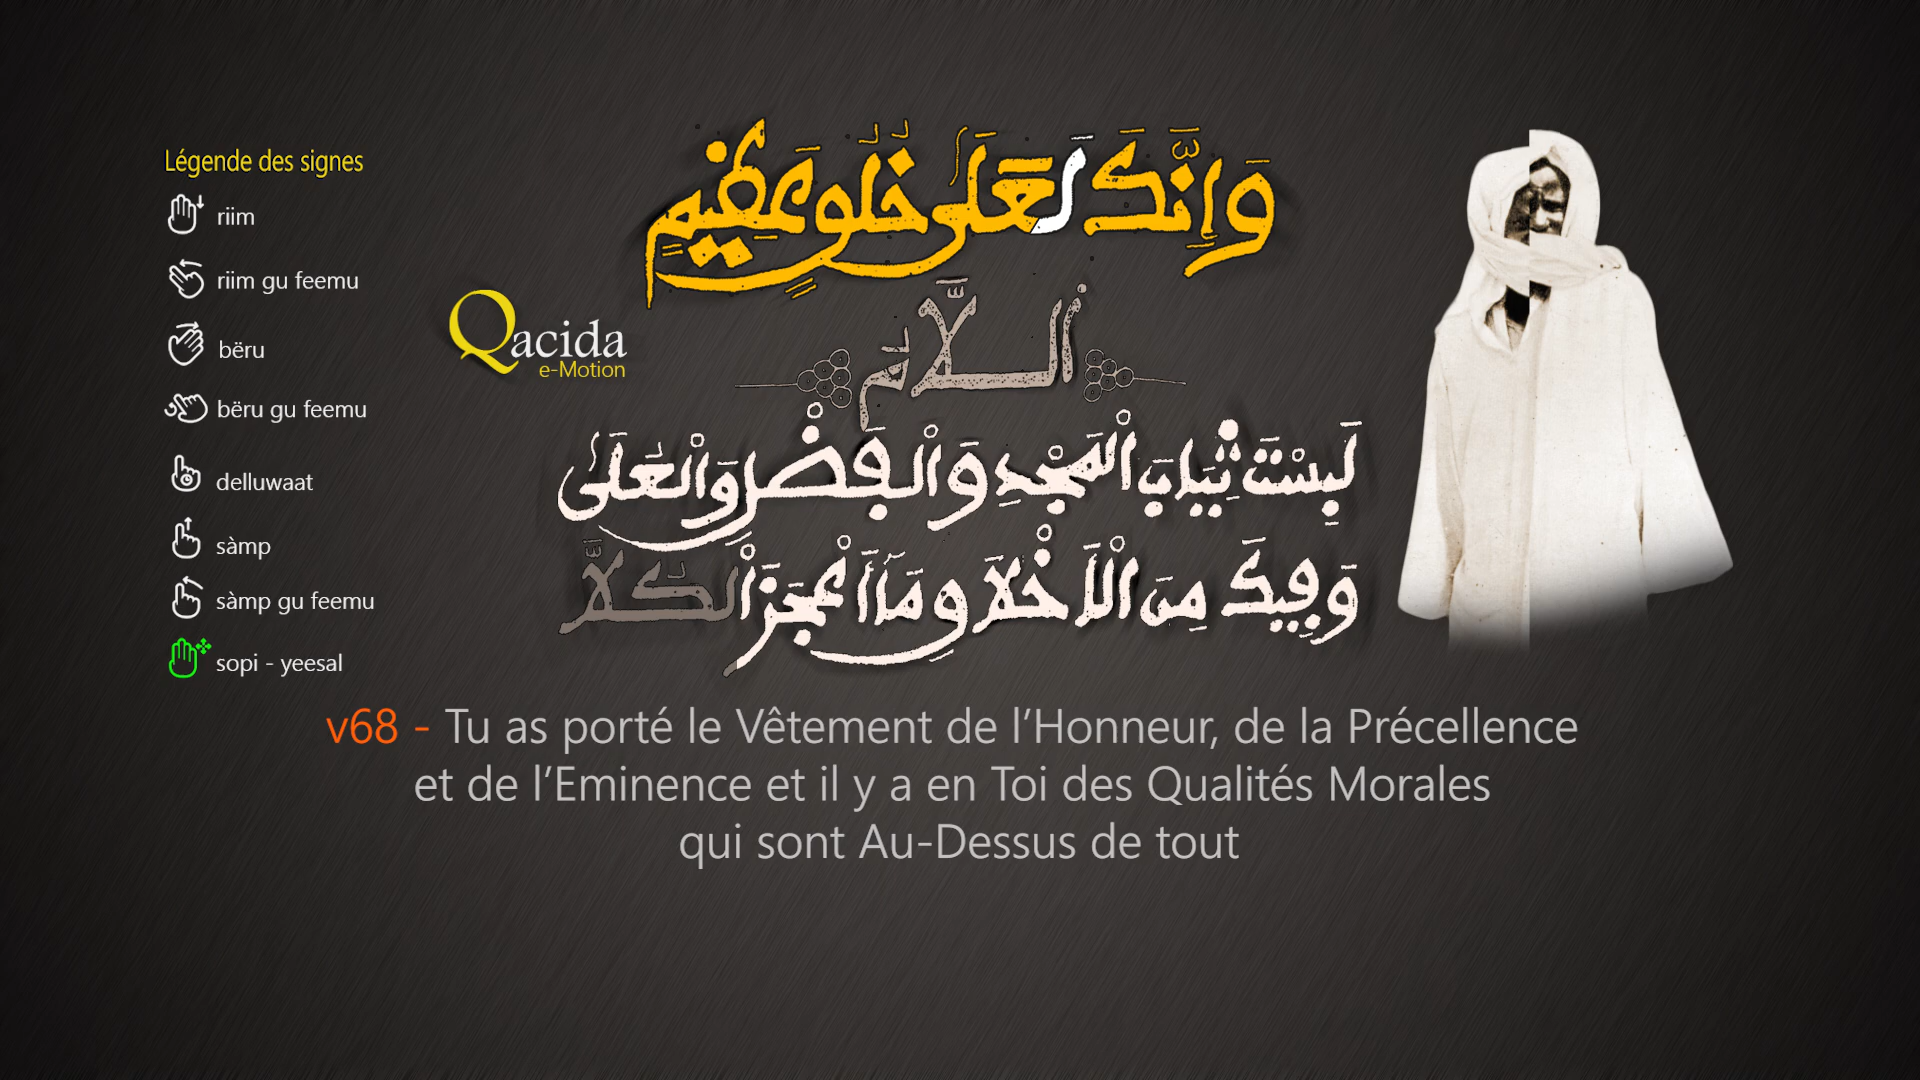 Légende des signes
riim
riim gu feemu
bëru
bëru gu feemu
delluwaat
sàmp
sàmp gu feemu
sopi - yeesal
Qacida
e-Motion
وَإِنَّكَ لَعَلَىٰ خُلُقٍ عَظِيمٍ
اللَّام
لَبِسْتَ ثِيَابَ الْمَجْدِ وَالْفَضْلِ وَالْعُلَىٰ
وَفِيكَ مِنَ الْأَخْلَاقِ مَا أَعْجَزَ الْكُلَّا
v68 - Tu as porté le Vêtement de l’Honneur, de la Précellence
et de l’Eminence et il y a en Toi des Qualités Morales
qui sont Au-Dessus de tout